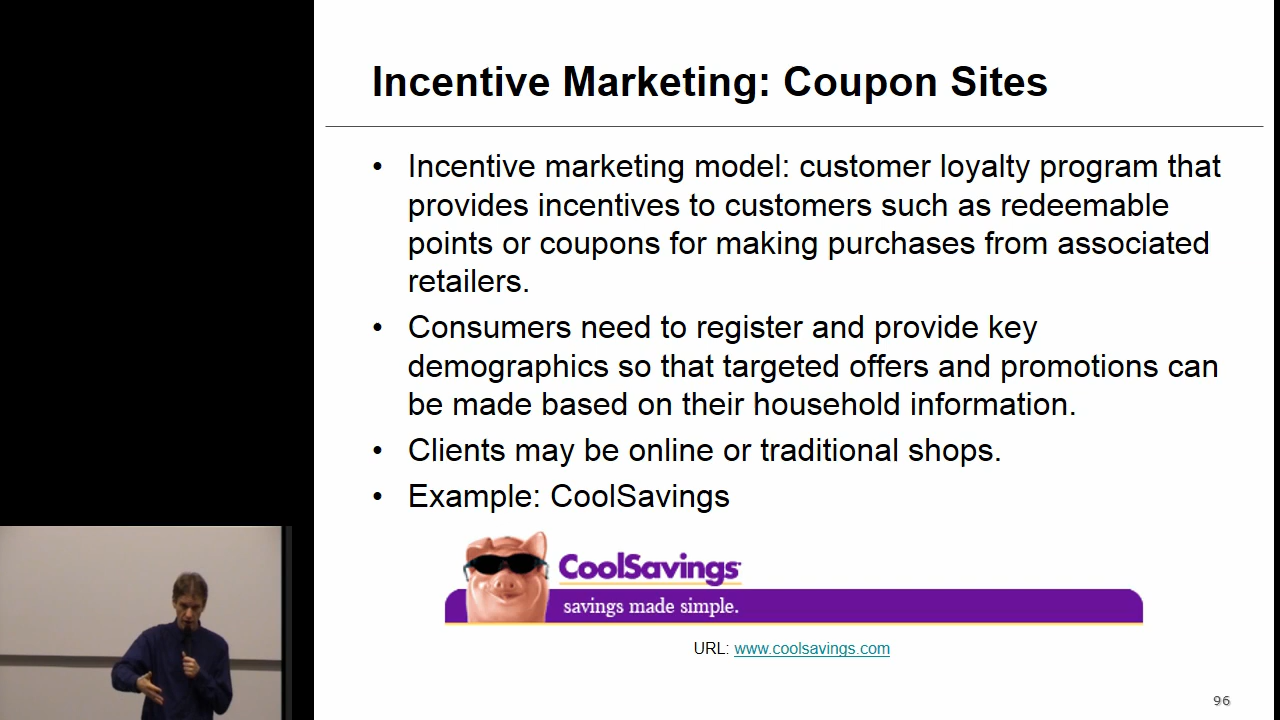 Incentive Marketing: Coupon Sites
• Incentive marketing model: customer loyalty program that
provides incentives to customers such as redeemable
points or coupons for making purchases from associated
retailers.
• Consumers need to register and provide key
demographics so that targeted offers and promotions can
be made based on their household information.
• Clients may be online or traditional shops.
• Example: CoolSavings
CoolSavings
savings made simple.
URL: www.coolsavings.com
96